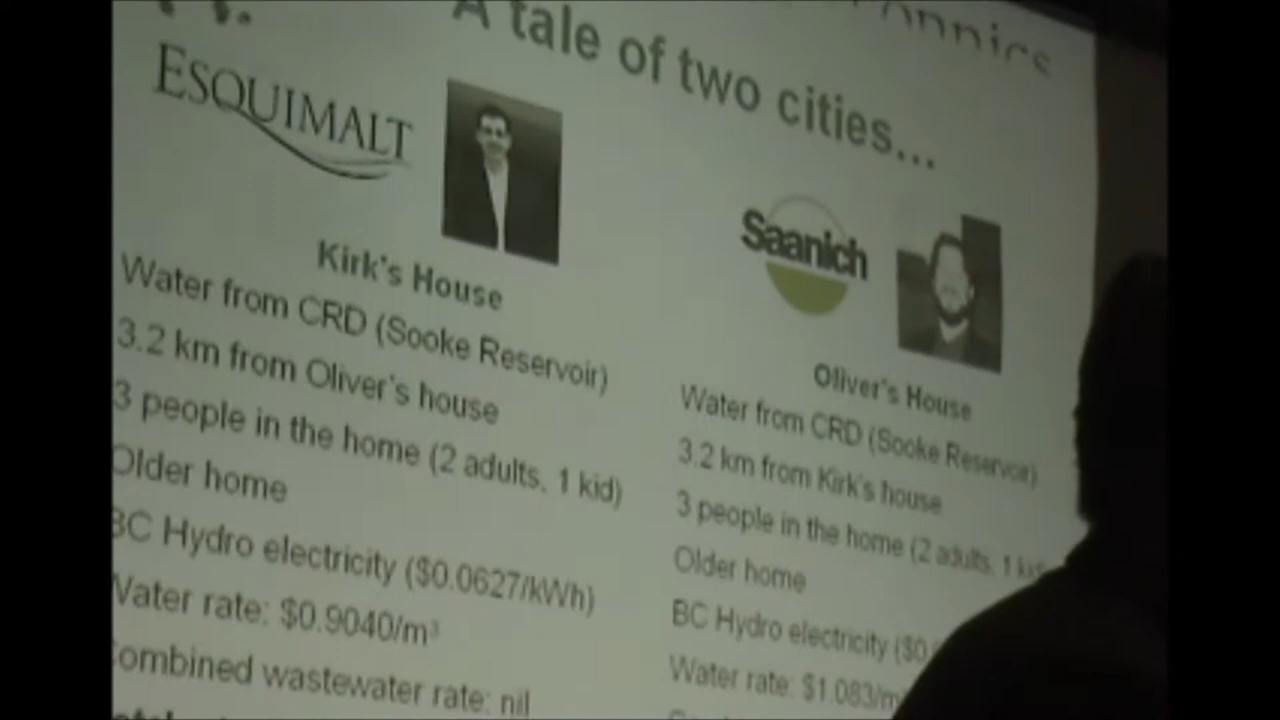 A tale of two cities...
ESQUIMALT
Kirk's House
Water from CRD (Sooke Reservoir)
3.2 km from Oliver's house
3 people in the home (2 adults, 1 kid)
Older home
BC Hydro electricity ($0.0627/kWh)
Water rate: $0.9040/m³
Combined wastewater rate: nil
Saanich
Oliver's House
Water from CRD (Sooke Reservoir)
3.2 km from Kirk's house
3 people in the home (2 adults, 1
Older home
BC Hydro electricity ($0
Water rate: $1.083/m